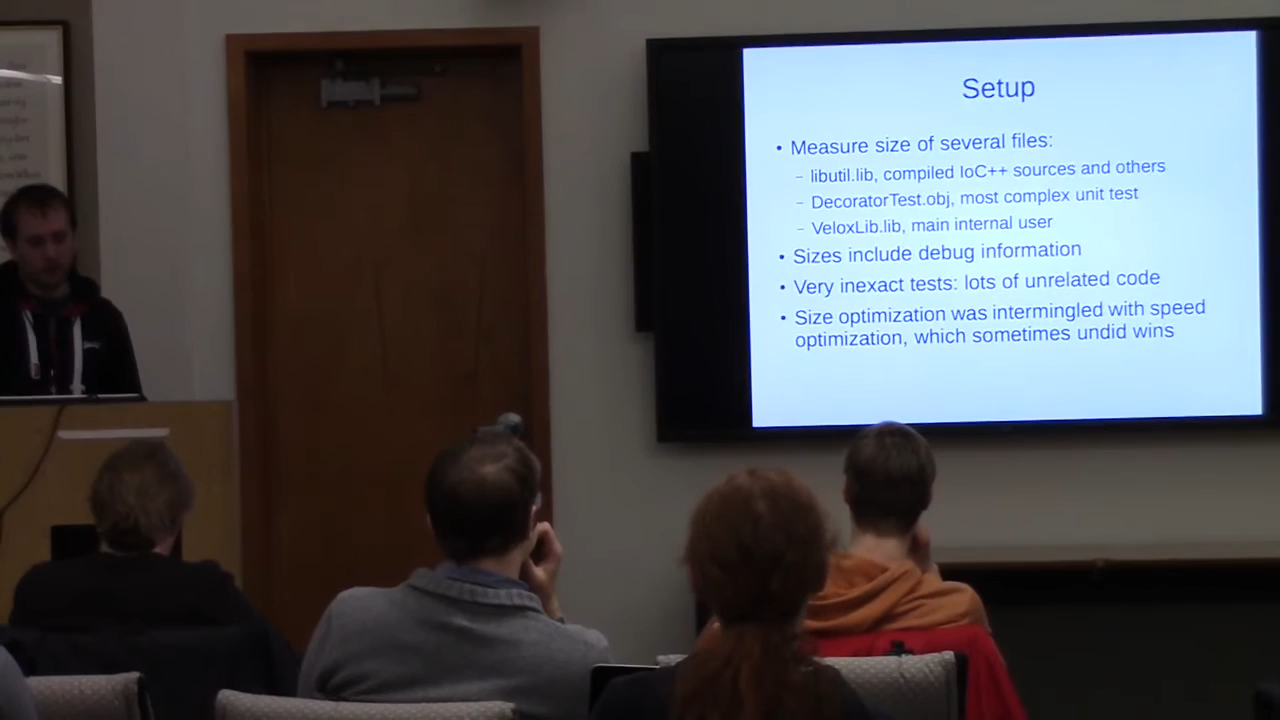 Setup
• Measure size of several files:
– libutil.lib, compiled IoC++ sources and others
– DecoratorTest.obj, most complex unit test
– VeloxLib.lib, main internal user
• Sizes include debug information
• Very inexact tests: lots of unrelated code
• Size optimization was intermingled with speed
optimization, which sometimes undid wins